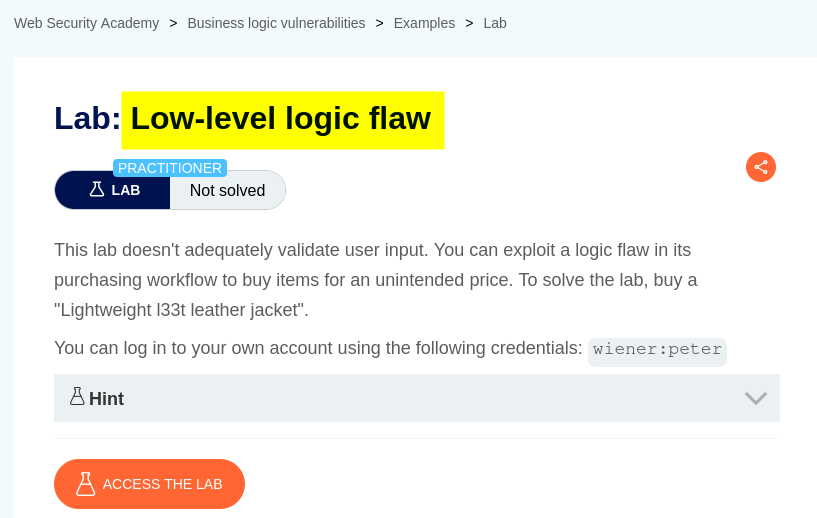 Web Security Academy > Business logic vulnerabilities > Examples > Lab
Lab: Low-level logic flaw
PRACTITIONER
LAB Not solved
This lab doesn't adequately validate user input. You can exploit a logic flaw in its
purchasing workflow to buy items for an unintended price. To solve the lab, buy a
"Lightweight l33t leather jacket".
You can log in to your own account using the following credentials: wiener:peter
Hint
ACCESS THE LAB